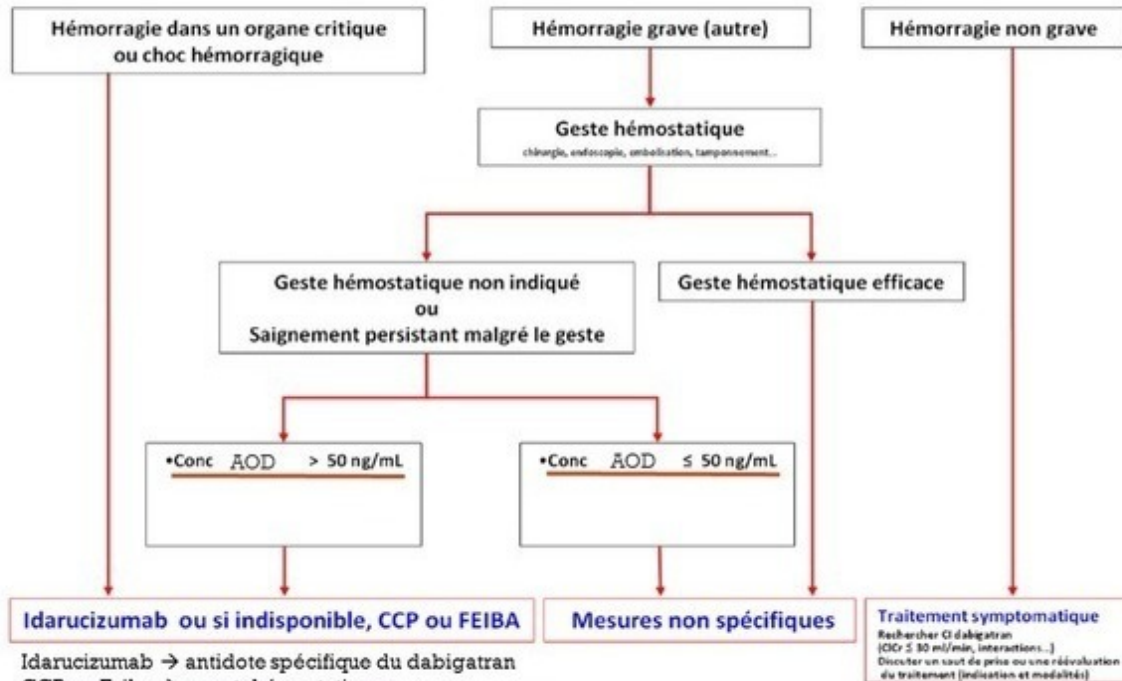 Hémorragie dans un organe critique
ou choc hémorragique
Hémorragie grave (autre)
Hémorragie non grave
Geste hémostatique
chirurgie, endoscopie, embolisation, tamponnement...
Geste hémostatique non indiqué
ou
Saignement persistant malgré le geste
Geste hémostatique efficace
•Conc AOD > 50 ng/mL
•Conc AOD ≤ 50 ng/mL
Idarucizumab ou si indisponible, CCP ou FEIBA
Mesures non spécifiques
Traitement symptomatique
Rechercher CI dabigatran
(ClCr ≤ 30 ml/min, interactions...)
Discuter un saut de prise ou une réévaluation
du traitement (indication et modalités)
Idarucizumab → antidote spécifique du dabigatran